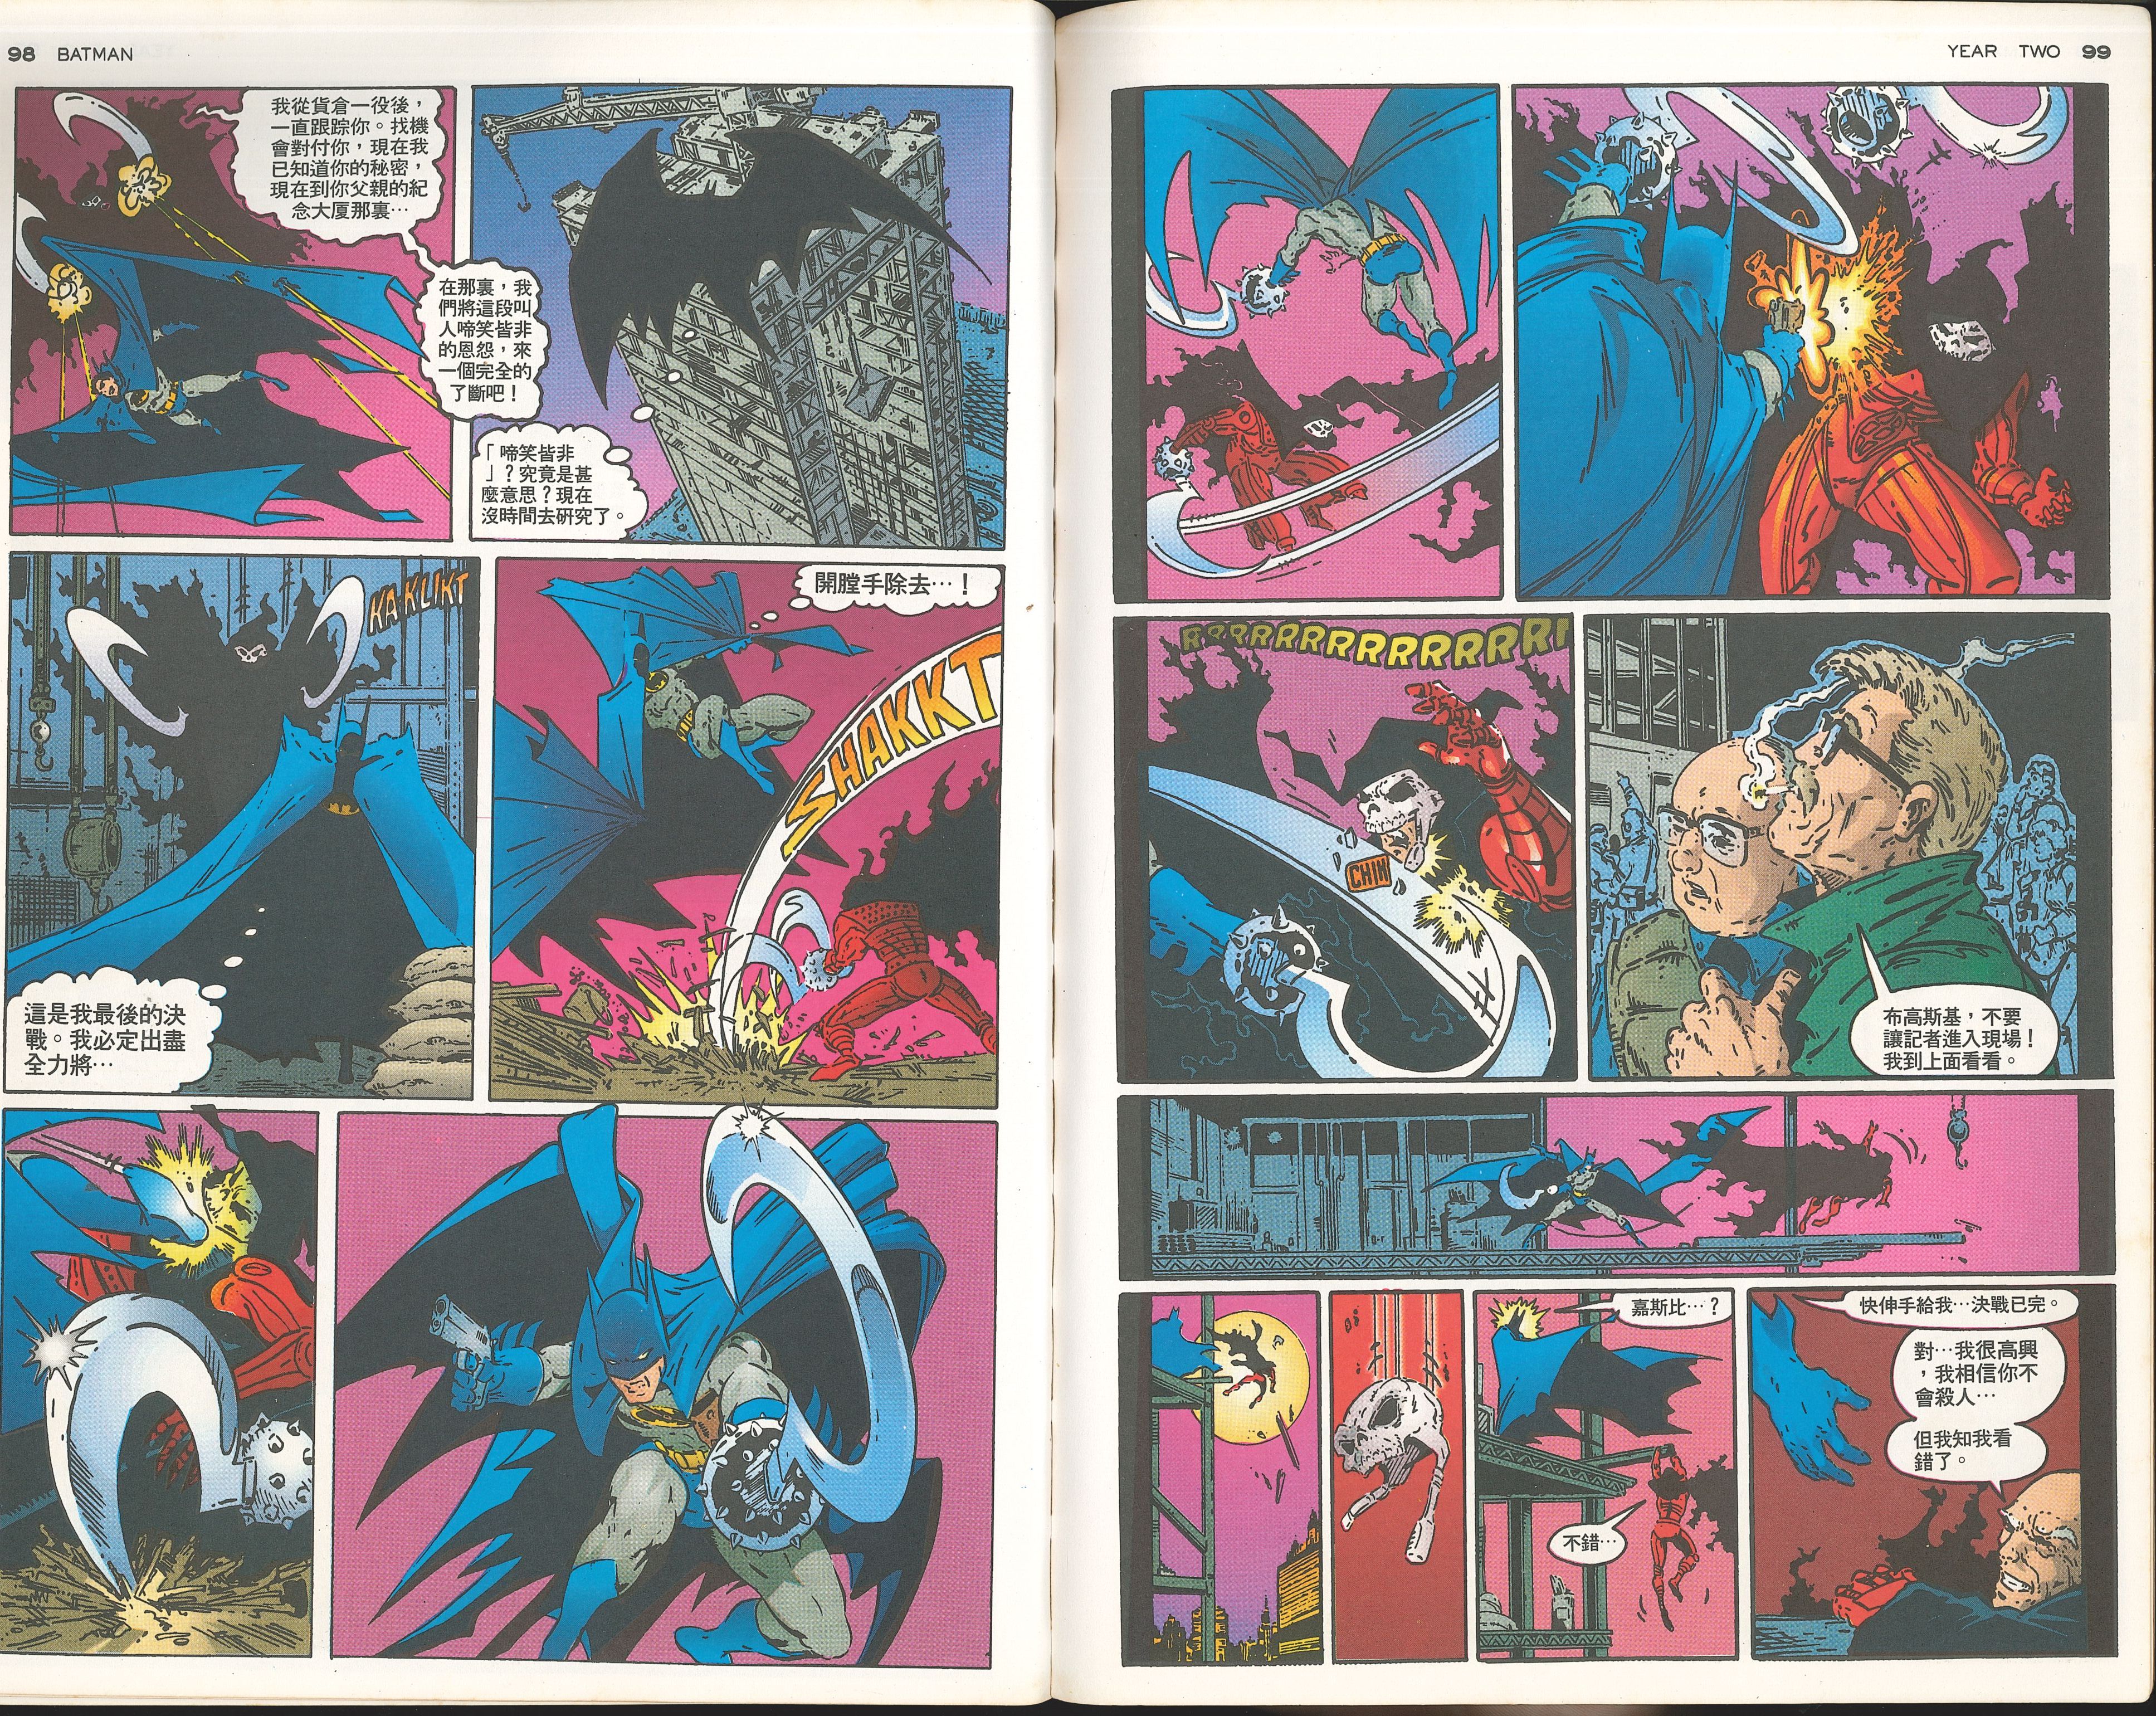 98 BATMAN
我從貨倉一役後，
一直跟踪你。找機
會對付你，現在我
已知道你的秘密，
現在到你父親的紀
念大厦那裏…
在那裏，我
們將這段叫
人啼笑皆非
的恩怨，來
一個完全的
了斷吧！
「啼笑皆非
」？究竟是甚
麼意思？現在
沒時間去研究了。
KA KLIKT
這是我最後的決
戰。我必定出盡
全力將…
開膛手除去…！
SHAKKT
YEAR TWO 99
RRRRRRRRRRRRRR
CHIN
布高斯基，不要
讓記者進入現場！
我到上面看看。
嘉斯比…？
不錯…
快伸手給我…決戰已完。
對…我很高興
，我相信你不
會殺人…
但我知我看
錯了。